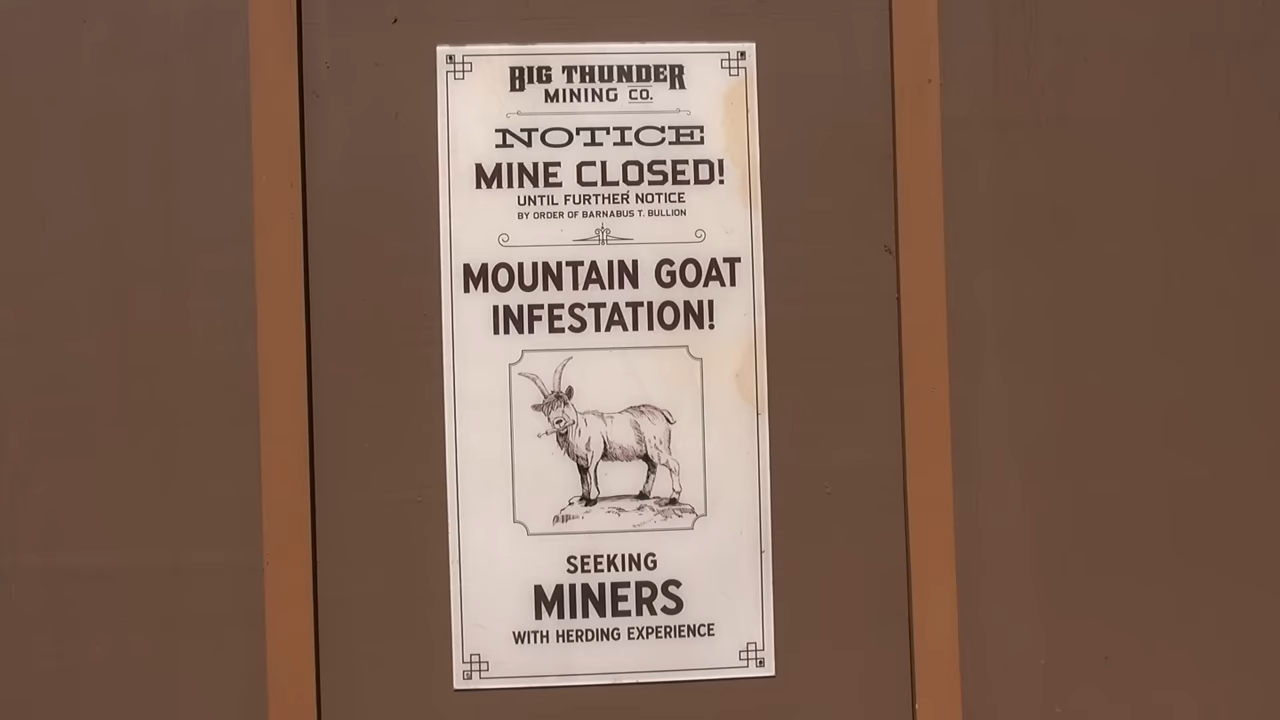 BIG THUNDER
MINING CO.
NOTICE
MINE CLOSED!
UNTIL FURTHER NOTICE
BY ORDER OF BARNABUS T. BULLION
MOUNTAIN GOAT
INFESTATION!
SEEKING
MINERS
WITH HERDING EXPERIENCE